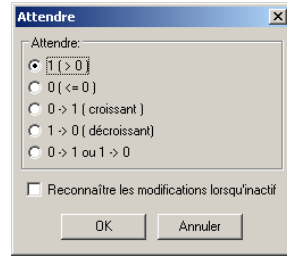 Attendre
Attendre:
1 ( > 0 )
0 ( <= 0 )
0 -> 1 ( croissant )
1 -> 0 ( décroissant)
0 -> 1 ou 1 -> 0
Reconnaître les modifications lorsqu'inactif
OK Annuler